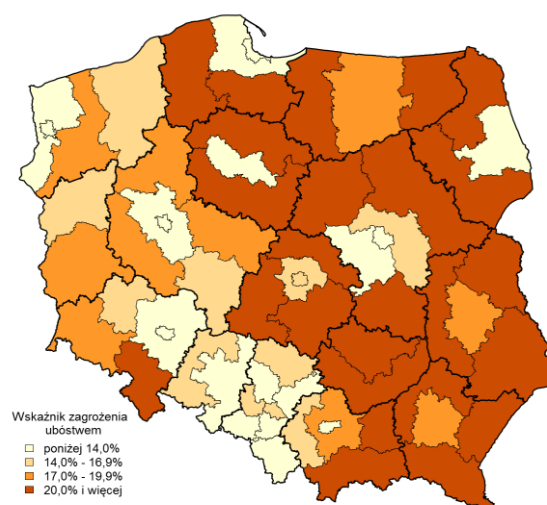 Wskaźnik zagrożenia
ubóstwem
poniżej 14,0%
14,0% - 16,9%
17,0% - 19,9%
20,0% i więcej